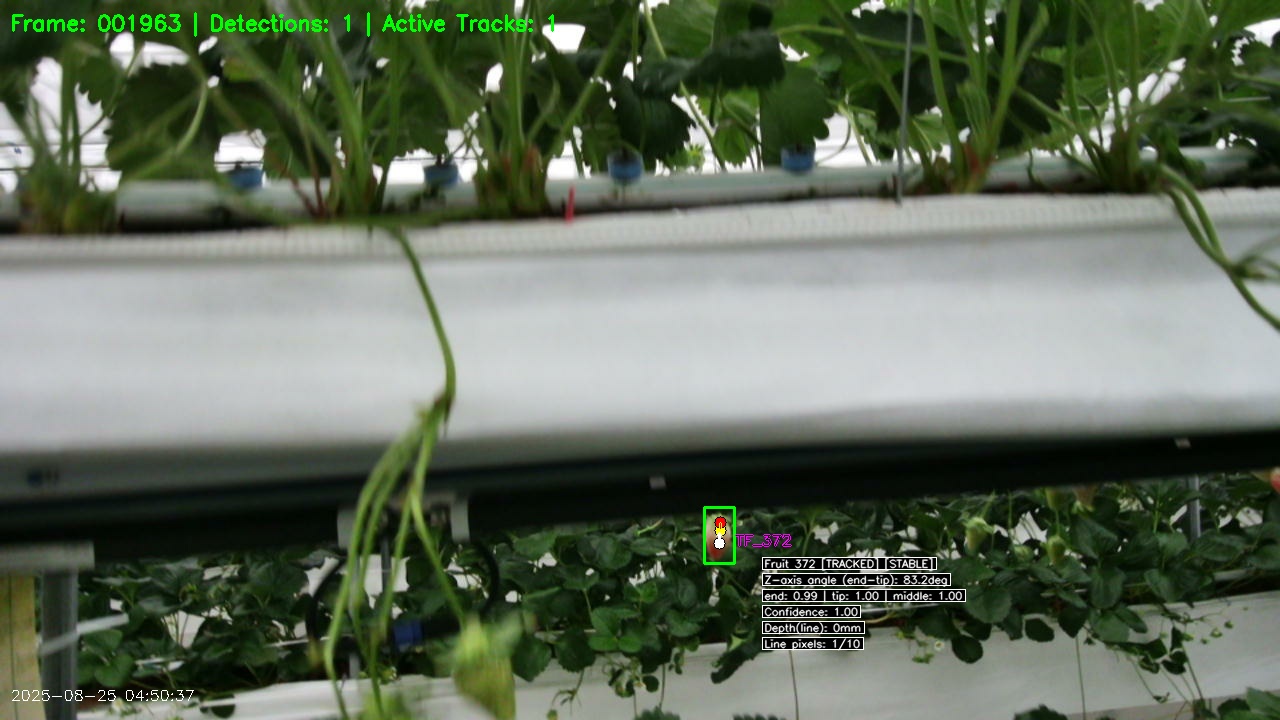 Frame: 001963 | Detections: 1 | Active Tracks: 1
TF_372
Fruit 372 [TRACKED] [STABLE]
Z-axis angle (end-tip): 83.2deg
end: 0.99 | tip: 1.00 | middle: 1.00
Confidence: 1.00
Depth(line): 0mm
Line pixels: 1/10
2025-08-25 04:50:37